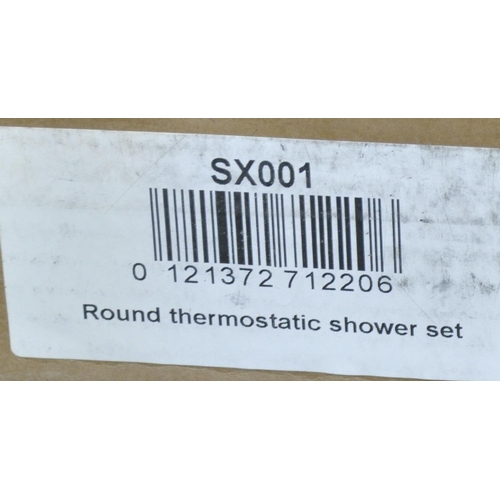 SX001
0 121372 712206
Round thermostatic shower set